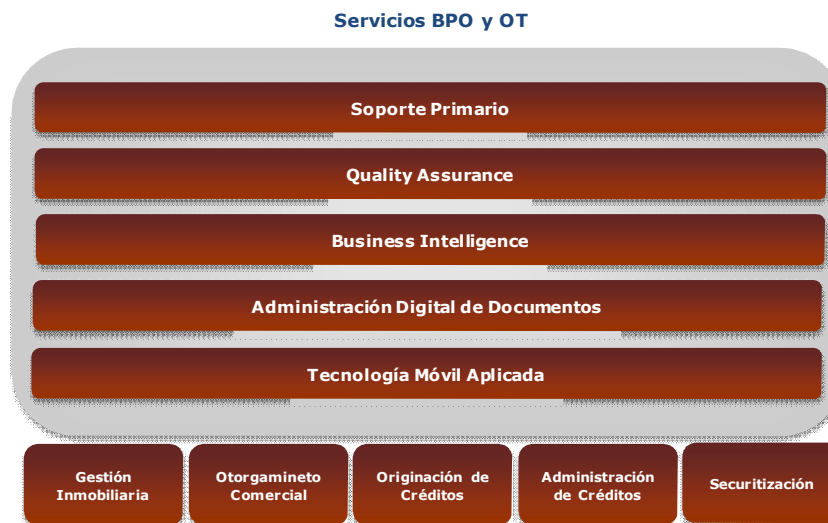 Servicios BPO y OT
Soporte Primario
Quality Assurance
Business Intelligence
Administración Digital de Documentos
Tecnología Móvil Aplicada
Gestión
Inmobiliaria
Otorgamineto
Comercial
Originación de
Créditos
Administración
de Créditos
Securitización